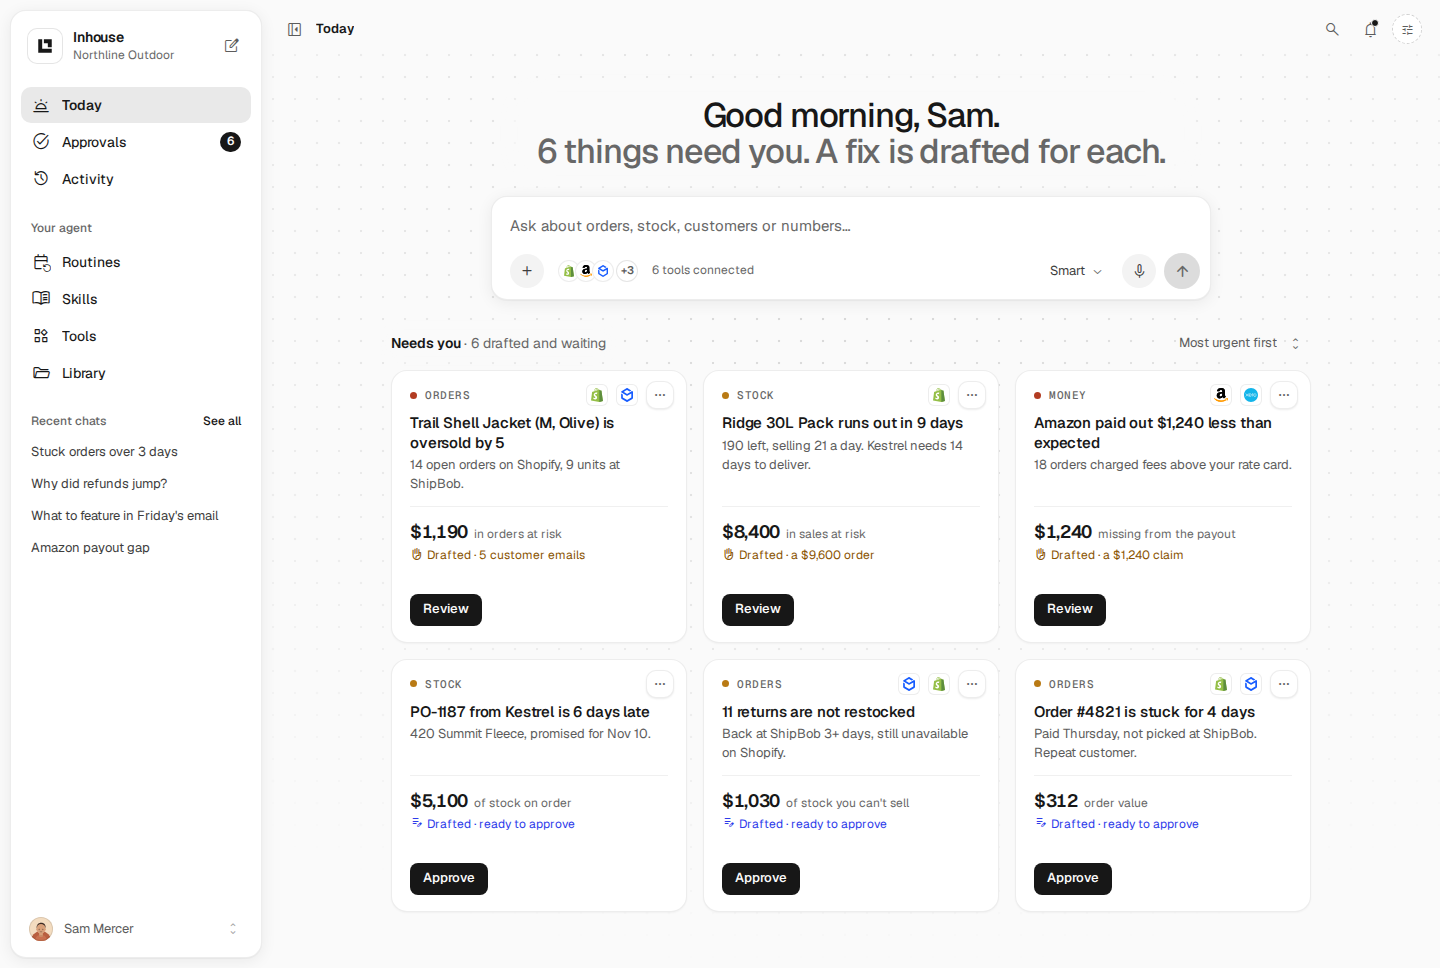 Inhouse
Northline Outdoor
Today
Approvals
6
Activity
Your agent
Routines
Skills
Tools
Library
Recent chats
See all
Stuck orders over 3 days
Why did refunds jump?
What to feature in Friday's email
Amazon payout gap
Sam Mercer
Today
Good morning, Sam.
6 things need you. A fix is drafted for each.
Ask about orders, stock, customers or numbers...
+3
6 tools connected
Smart
Needs you · 6 drafted and waiting
Most urgent first
ORDERS
Trail Shell Jacket (M, Olive) is
oversold by 5
14 open orders on Shopify, 9 units at
ShipBob.
$1,190 in orders at risk
Drafted · 5 customer emails
Review
STOCK
Ridge 30L Pack runs out in 9 days
190 left, selling 21 a day. Kestrel needs 14
days to deliver.
$8,400 in sales at risk
Drafted · a $9,600 order
Review
MONEY
Amazon paid out $1,240 less than
expected
18 orders charged fees above your rate card.
$1,240 missing from the payout
Drafted · a $1,240 claim
Review
STOCK
PO-1187 from Kestrel is 6 days late
420 Summit Fleece, promised for Nov 10.
$5,100 of stock on order
Drafted · ready to approve
Approve
ORDERS
11 returns are not restocked
Back at ShipBob 3+ days, still unavailable
on Shopify.
$1,030 of stock you can't sell
Drafted · ready to approve
Approve
ORDERS
Order #4821 is stuck for 4 days
Paid Thursday, not picked at ShipBob.
Repeat customer.
$312 order value
Drafted · ready to approve
Approve